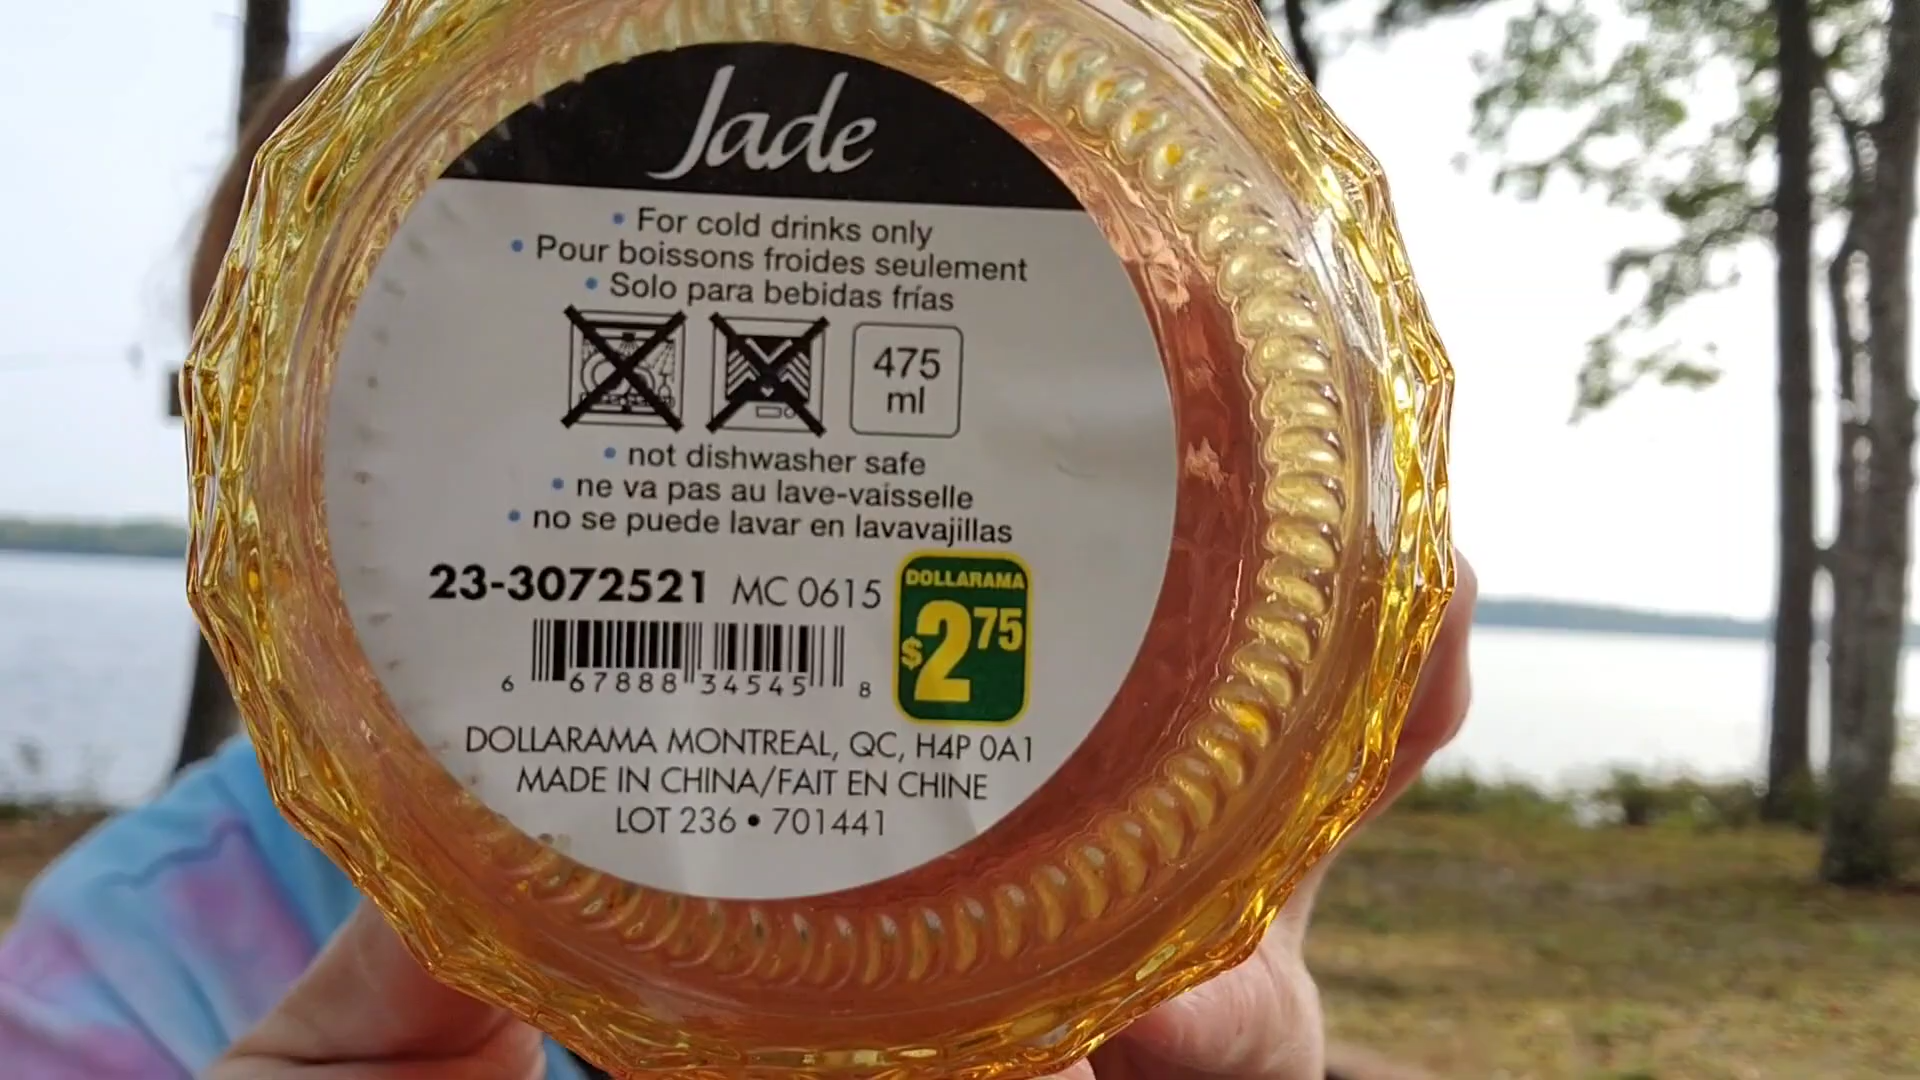 Jade
• For cold drinks only
• Pour boissons froides seulement
• Solo para bebidas frías
475
ml
• not dishwasher safe
• ne va pas au lave-vaisselle
• no se puede lavar en lavavajillas
23-3072521 MC 0615
DOLLARAMA
$2 75
6 67888 34545 8
DOLLARAMA MONTREAL, QC, H4P 0A1
MADE IN CHINA/FAIT EN CHINE
LOT 236 • 701441